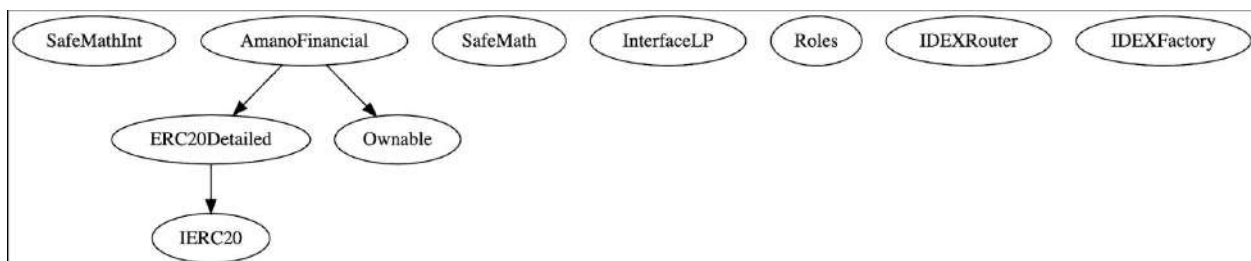 SafeMathInt AmanoFinancial SafeMath InterfaceLP Roles IDEXRouter IDEXFactory
ERC20Detailed Ownable
IERC20